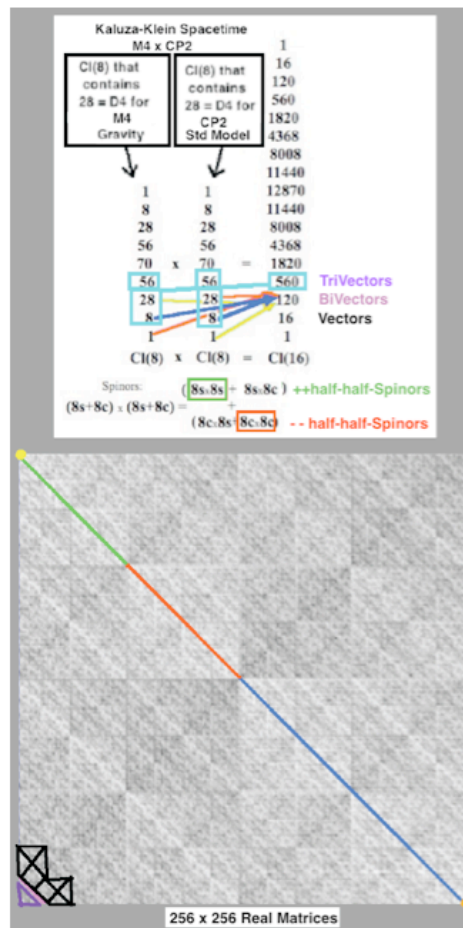 Kaluza-Klein Spacetime
M4 x CP2
1
16
120
560
1820
4368
8008
11440
12870
11440
8008
4368
1820
560
120
16
1
Cl(8) that
contains
28 = D4 for
M4
Gravity
Cl(8) that
contains
28 = D4 for
CP2
Std Model
1 1
8 8
28 28
56 56
70 x 70 =
56 56 TriVectors
28 28 BiVectors
8 8 Vectors
1 1
Cl(8) x Cl(8) = Cl(16)
Spinors: (8sx8s + 8sx8c ) ++half-half-Spinors
(8s+8c) x (8s+8c) = +
(8cx8s+8cx8c) - - half-half-Spinors
256 x 256 Real Matrices